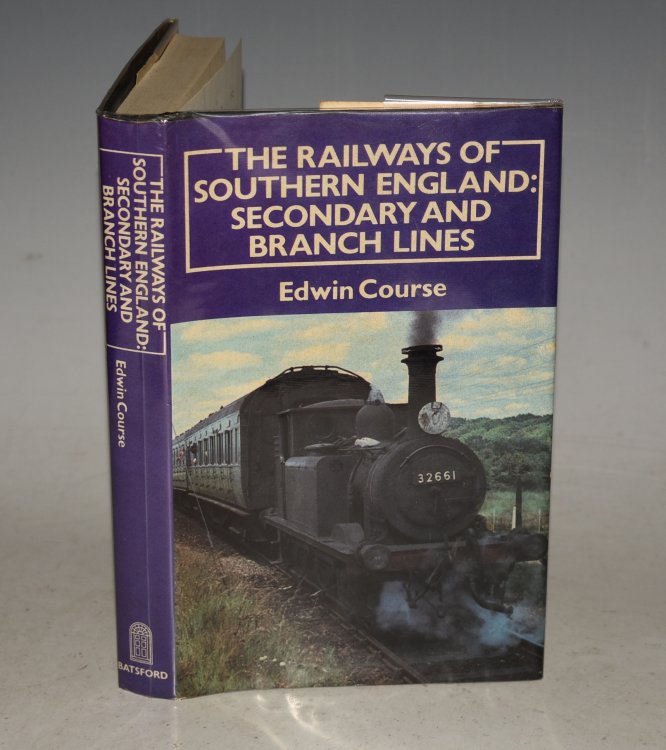 THE RAILWAYS OF
SOUTHERN ENGLAND:
SECONDARY AND
BRANCH LINES
Edwin Course
32661
THE RAILWAYS OF
SOUTHERN ENGLAND:
SECONDARY AND
BRANCH LINES
Edwin Course
BATSFORD